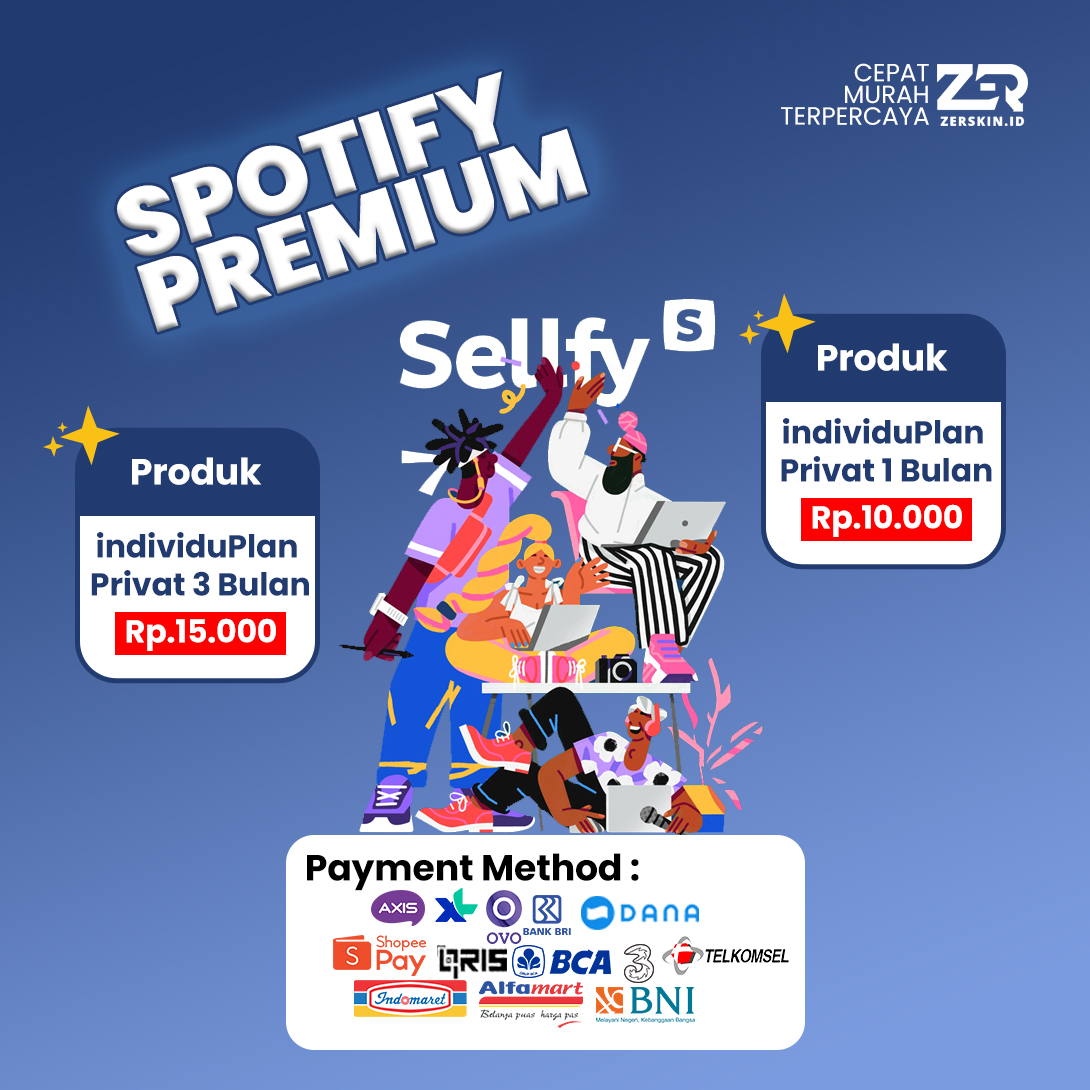 CEPAT
MURAH
TERPERCAYA
ZER
ZERSKIN.ID
SPOTIFY
PREMIUM
Sellfy S
Produk
individuPlan
Privat 1 Bulan
Rp.10.000
Produk
individuPlan
Privat 3 Bulan
Rp.15.000
Payment Method :
AXIS XL OVO BANK BRI DANA
S Shopee Pay QRIS BCA 3 TELKOMSEL
Indomaret Alfamart BNI
Belanja puas harga pas
Melayani Negeri, Kebanggaan Bangsa